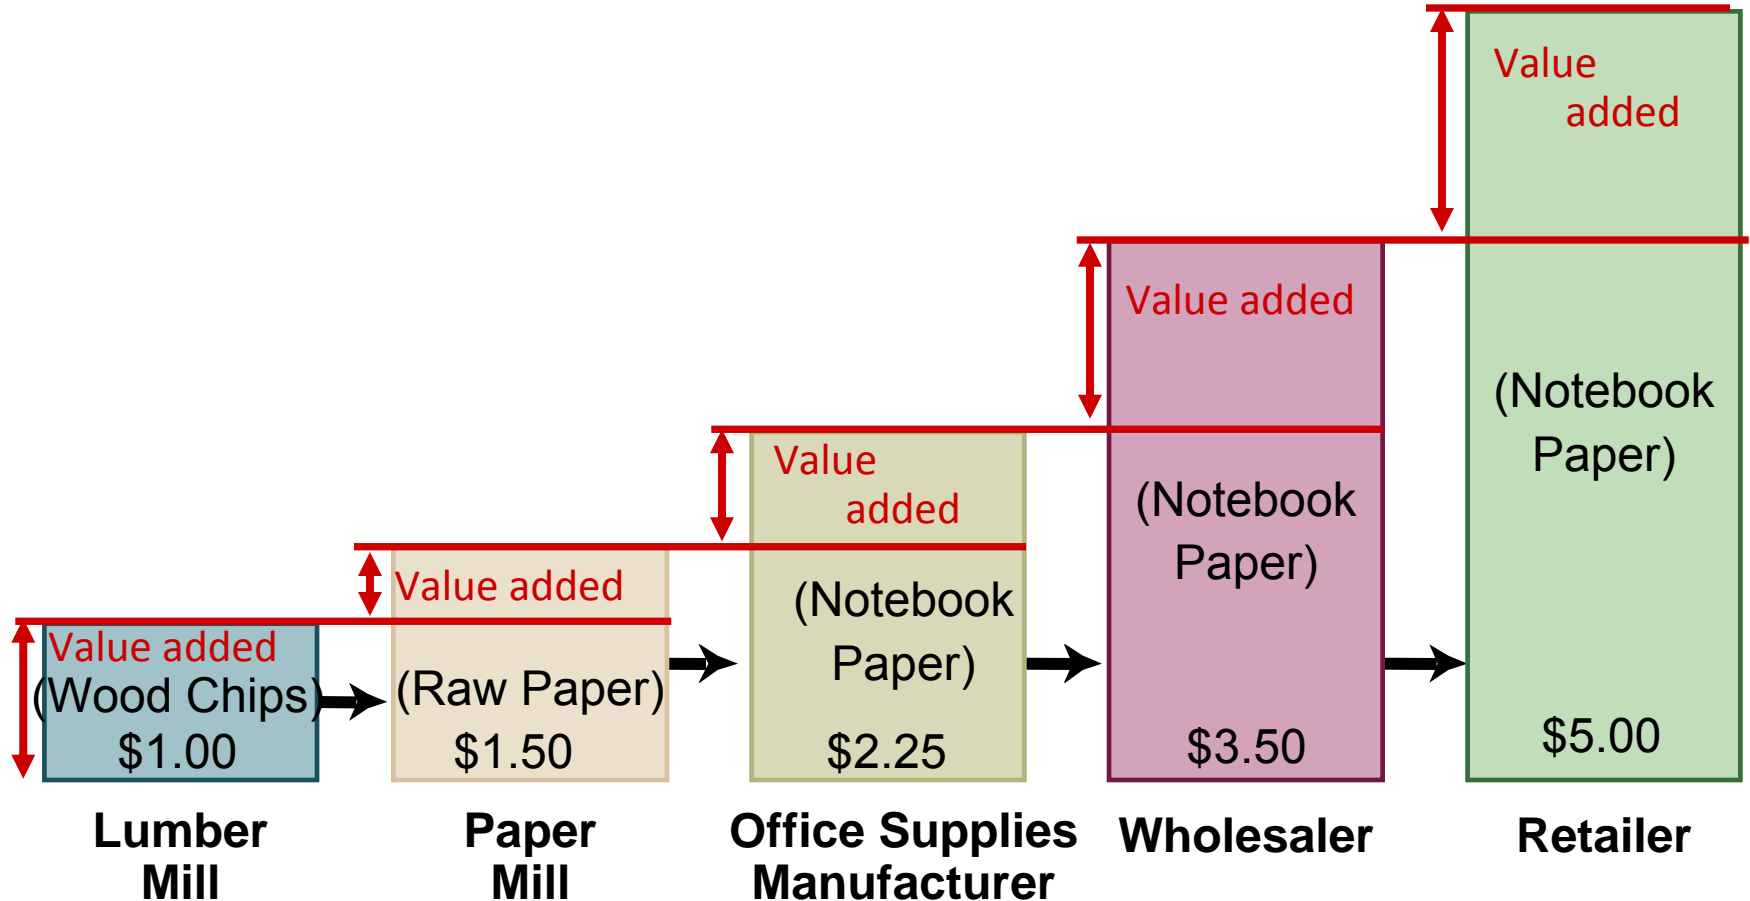 Value added
(Wood Chips)
$1.00
Lumber
Mill
Value added
(Raw Paper)
$1.50
Paper
Mill
Value
added
(Notebook
Paper)
$2.25
Office Supplies
Manufacturer
Value added
(Notebook
Paper)
$3.50
Wholesaler
Value
added
(Notebook
Paper)
$5.00
Retailer